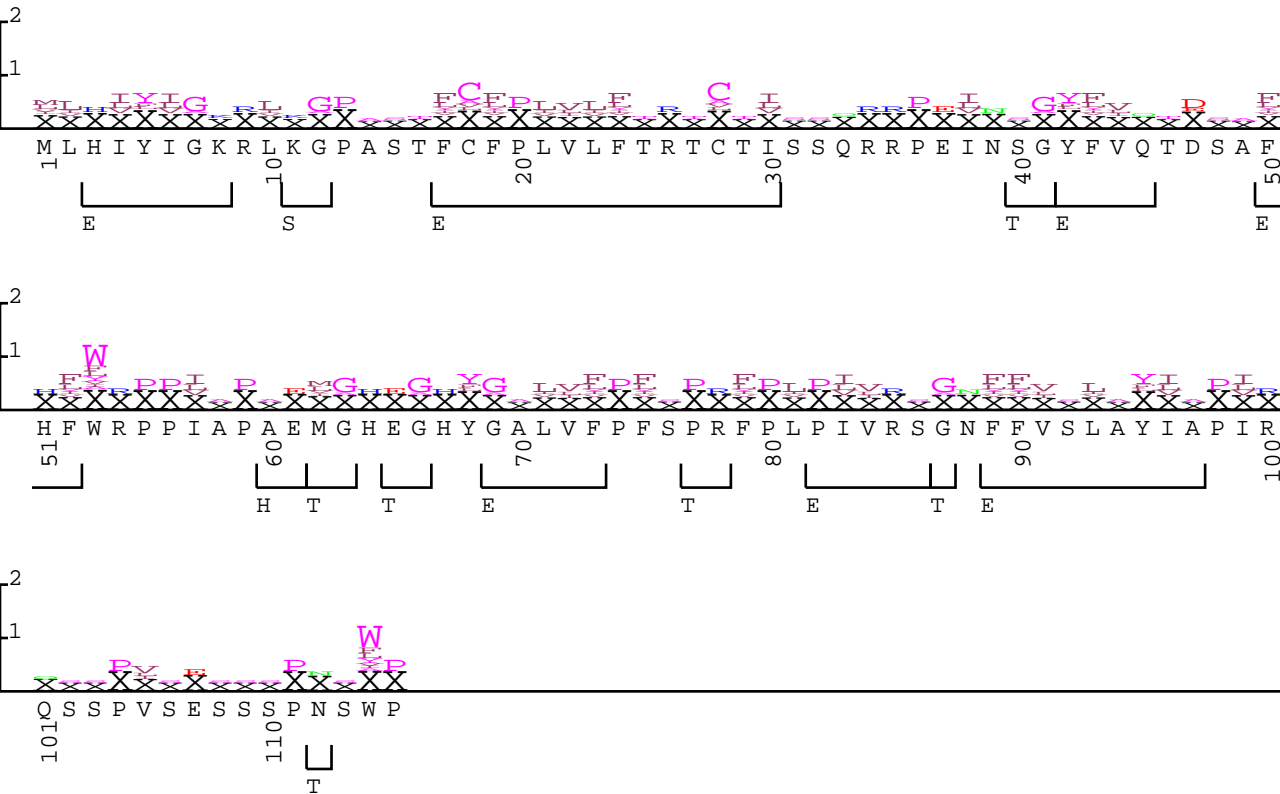 2
1
M L H I Y I G K R L K G P A S T F C F P L V L F T R T C T I S S Q R R P E I N S G Y F V Q T D S A F
1 10 20 30 40 50
E S E T E E
2
1
H F W R P P I A P A E M G H E G H Y G A L V F P F S P R F P L P I V R S G N F F V S L A Y I A P I R
51 60 70 80 90 100
H T T E T E T E
2
1
Q S S P V S E S S S P N S W P
101 110
T